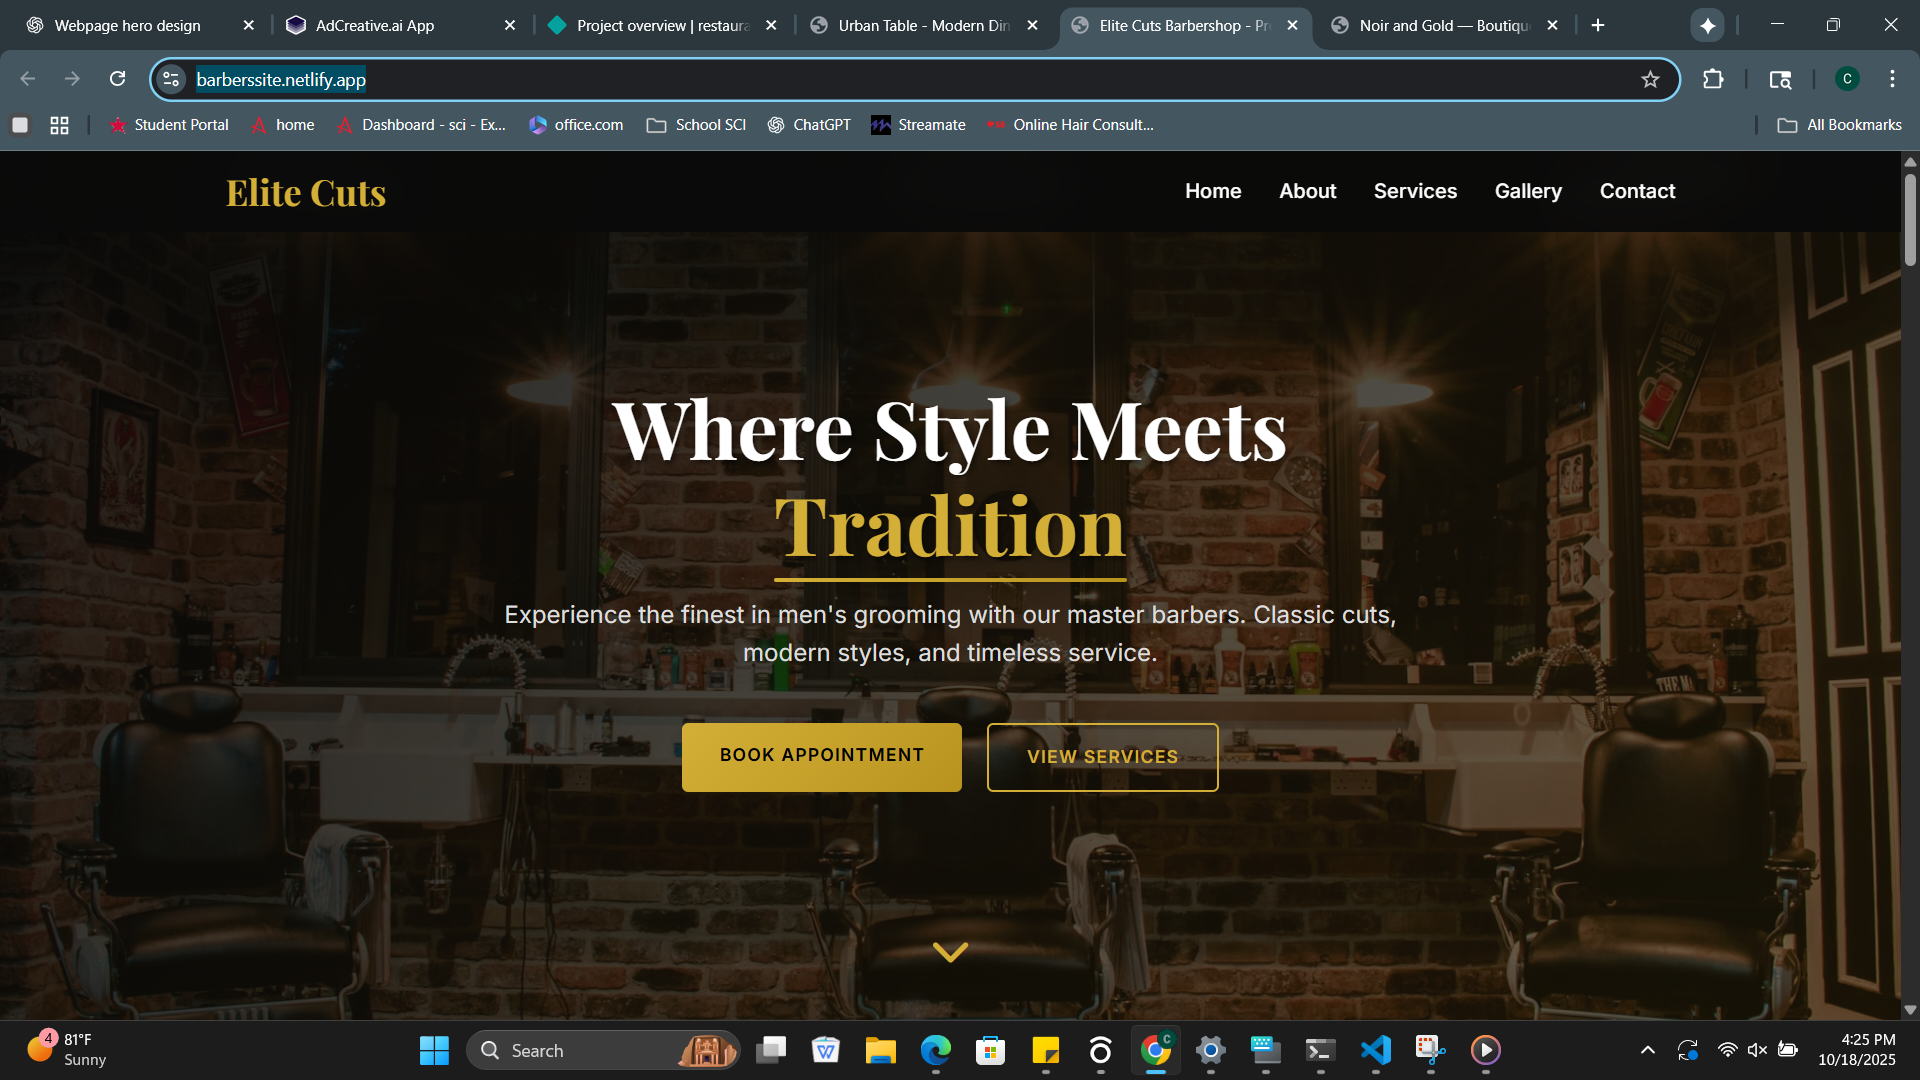 Webpage hero design
AdCreative.ai App
Project overview | restaura
Urban Table - Modern Din
Elite Cuts Barbershop - Pr
Noir and Gold — Boutiqu
barberssite.netlify.app
C
Student Portal
home
Dashboard - sci - Ex...
office.com
School SCI
ChatGPT
Streamate
Online Hair Consult...
All Bookmarks
Elite Cuts
Home
About
Services
Gallery
Contact
Where Style Meets
Tradition
Experience the finest in men's grooming with our master barbers. Classic cuts,
modern styles, and timeless service.
BOOK APPOINTMENT
VIEW SERVICES
4
81°F
Sunny
Search
C
4:25 PM
10/18/2025